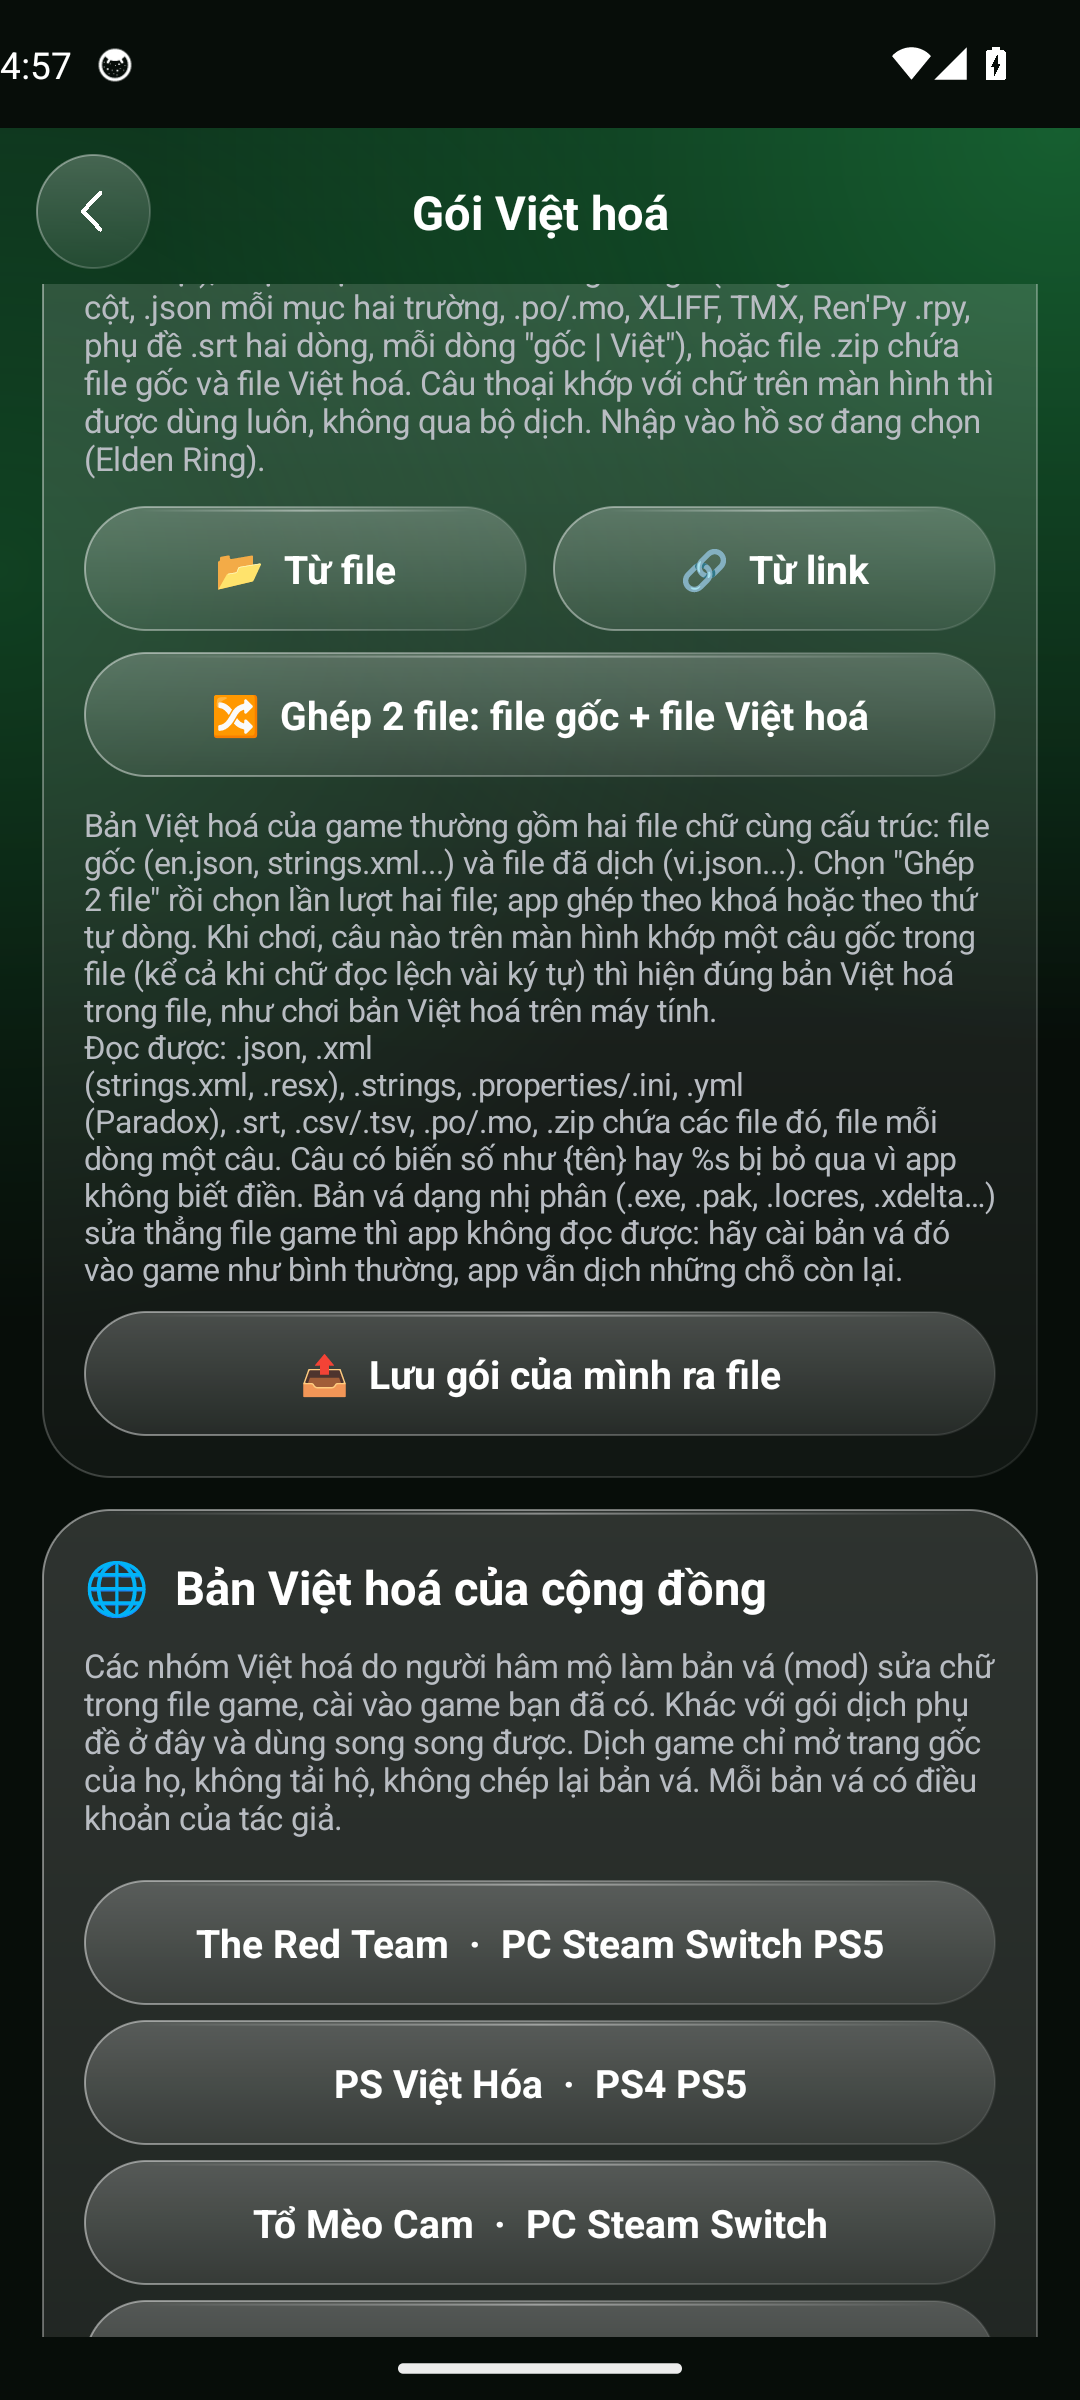 4:57
Gói Việt hoá
cột, .json mỗi mục hai trường, .po/.mo, XLIFF, TMX, Ren'Py .rpy,
phụ đề .srt hai dòng, mỗi dòng "gốc | Việt"), hoặc file .zip chứa
file gốc và file Việt hoá. Câu thoại khớp với chữ trên màn hình thì
được dùng luôn, không qua bộ dịch. Nhập vào hồ sơ đang chọn
(Elden Ring).
Từ file
Từ link
Ghép 2 file: file gốc + file Việt hoá
Bản Việt hoá của game thường gồm hai file chữ cùng cấu trúc: file
gốc (en.json, strings.xml...) và file đã dịch (vi.json...). Chọn "Ghép
2 file" rồi chọn lần lượt hai file; app ghép theo khoá hoặc theo thứ
tự dòng. Khi chơi, câu nào trên màn hình khớp một câu gốc trong
file (kể cả khi chữ đọc lệch vài ký tự) thì hiện đúng bản Việt hoá
trong file, như chơi bản Việt hoá trên máy tính.
Đọc được: .json, .xml
(strings.xml, .resx), .strings, .properties/.ini, .yml
(Paradox), .srt, .csv/.tsv, .po/.mo, .zip chứa các file đó, file mỗi
dòng một câu. Câu có biến số như {tên} hay %s bị bỏ qua vì app
không biết điền. Bản vá dạng nhị phân (.exe, .pak, .locres, .xdelta...)
sửa thẳng file game thì app không đọc được: hãy cài bản vá đó
vào game như bình thường, app vẫn dịch những chỗ còn lại.
Lưu gói của mình ra file
Bản Việt hoá của cộng đồng
Các nhóm Việt hoá do người hâm mộ làm bản vá (mod) sửa chữ
trong file game, cài vào game bạn đã có. Khác với gói dịch phụ
đề ở đây và dùng song song được. Dịch game chỉ mở trang gốc
của họ, không tải hộ, không chép lại bản vá. Mỗi bản vá có điều
khoản của tác giả.
The Red Team · PC Steam Switch PS5
PS Việt Hóa · PS4 PS5
Tổ Mèo Cam · PC Steam Switch